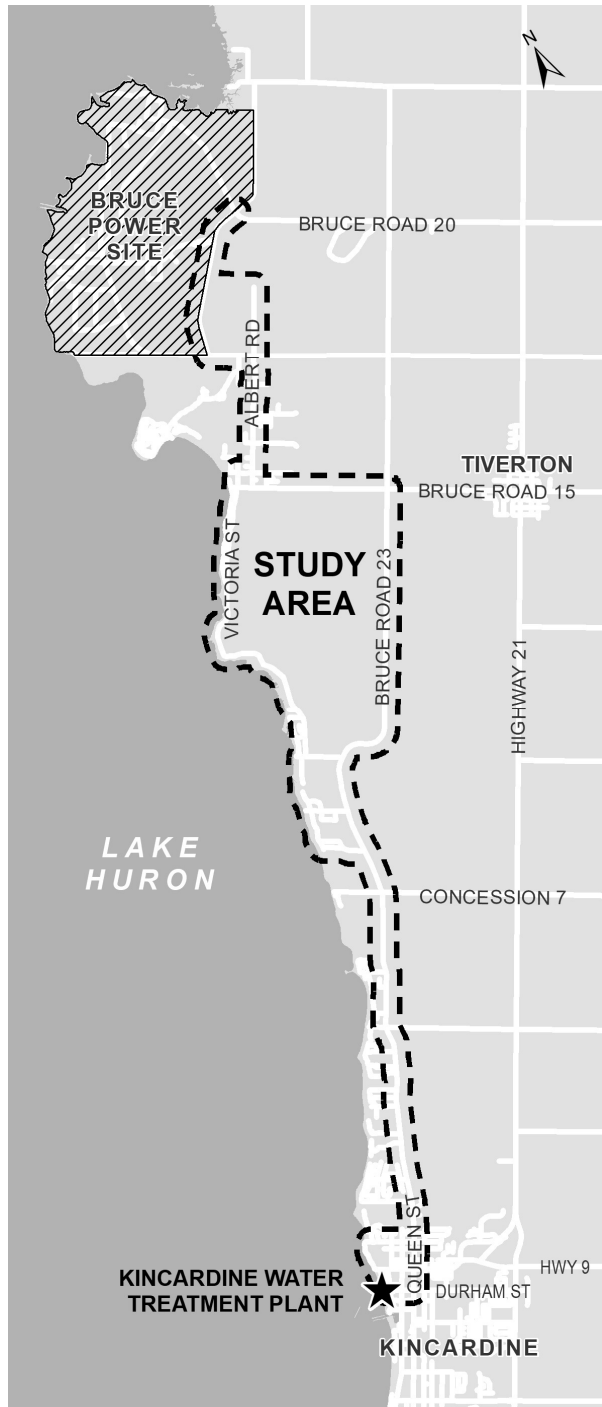 N
BRUCE
POWER
SITE
BRUCE ROAD 20
ALBERT RD
TIVERTON
BRUCE ROAD 15
VICTORIA ST
STUDY
AREA
BRUCE ROAD 23
HIGHWAY 21
LAKE
HURON
CONCESSION 7
QUEEN ST
KINCARDINE WATER
TREATMENT PLANT
HWY 9
DURHAM ST
KINCARDINE